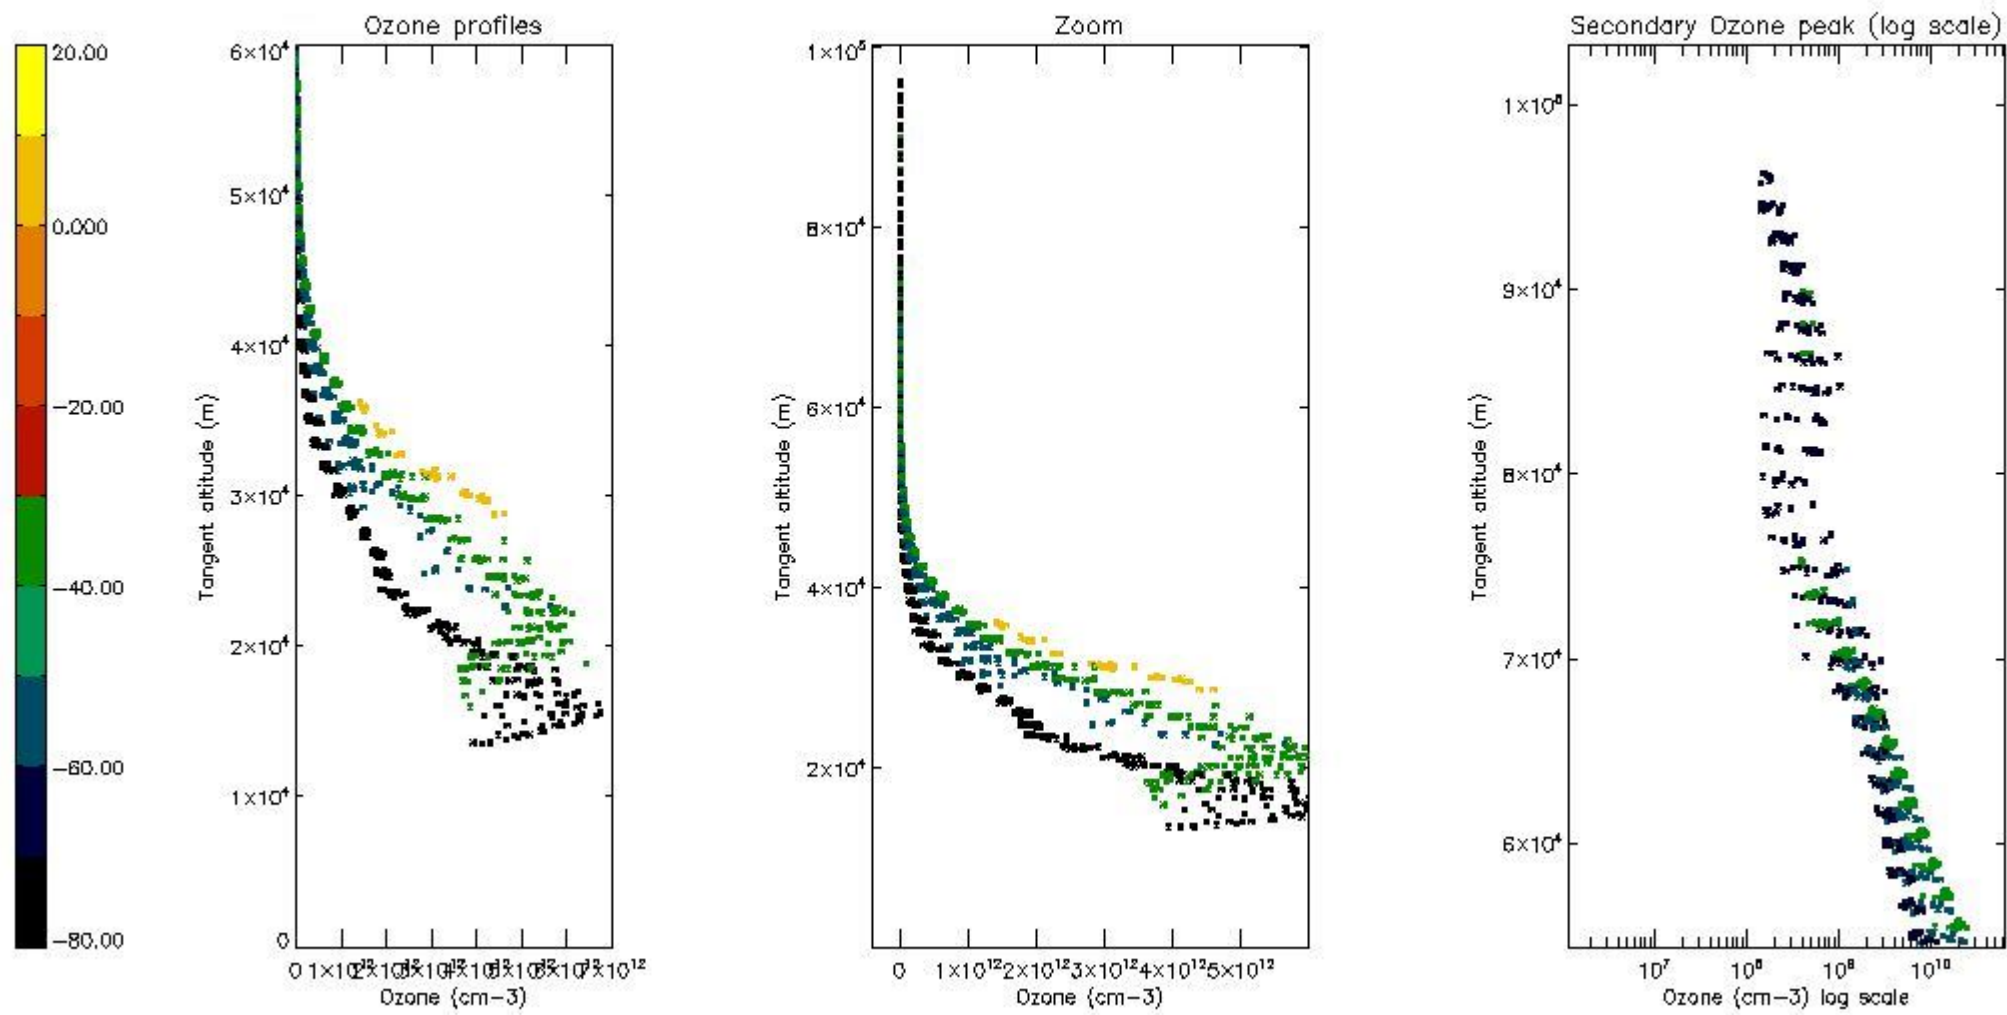 Ozone profiles
Zoom
Secondary Ozone peak (log scale)
20.00
0.000
−20.00
−40.00
−60.00
−80.00
6×10⁴
5×10⁴
4×10⁴
3×10⁴
2×10⁴
1×10⁴
0
Tangent altitude (m)
0
7×10¹²
Ozone (cm−3)
1×10⁵
8×10⁴
6×10⁴
4×10⁴
2×10⁴
Tangent altitude (m)
0 1×10¹² 2×10¹² 3×10¹² 4×10¹² 5×10¹²
Ozone (cm−3)
9×10⁴
8×10⁴
7×10⁴
6×10⁴
Tangent altitude (m)
10⁷ 10⁸ 10⁹ 10¹⁰
Ozone (cm−3) log scale